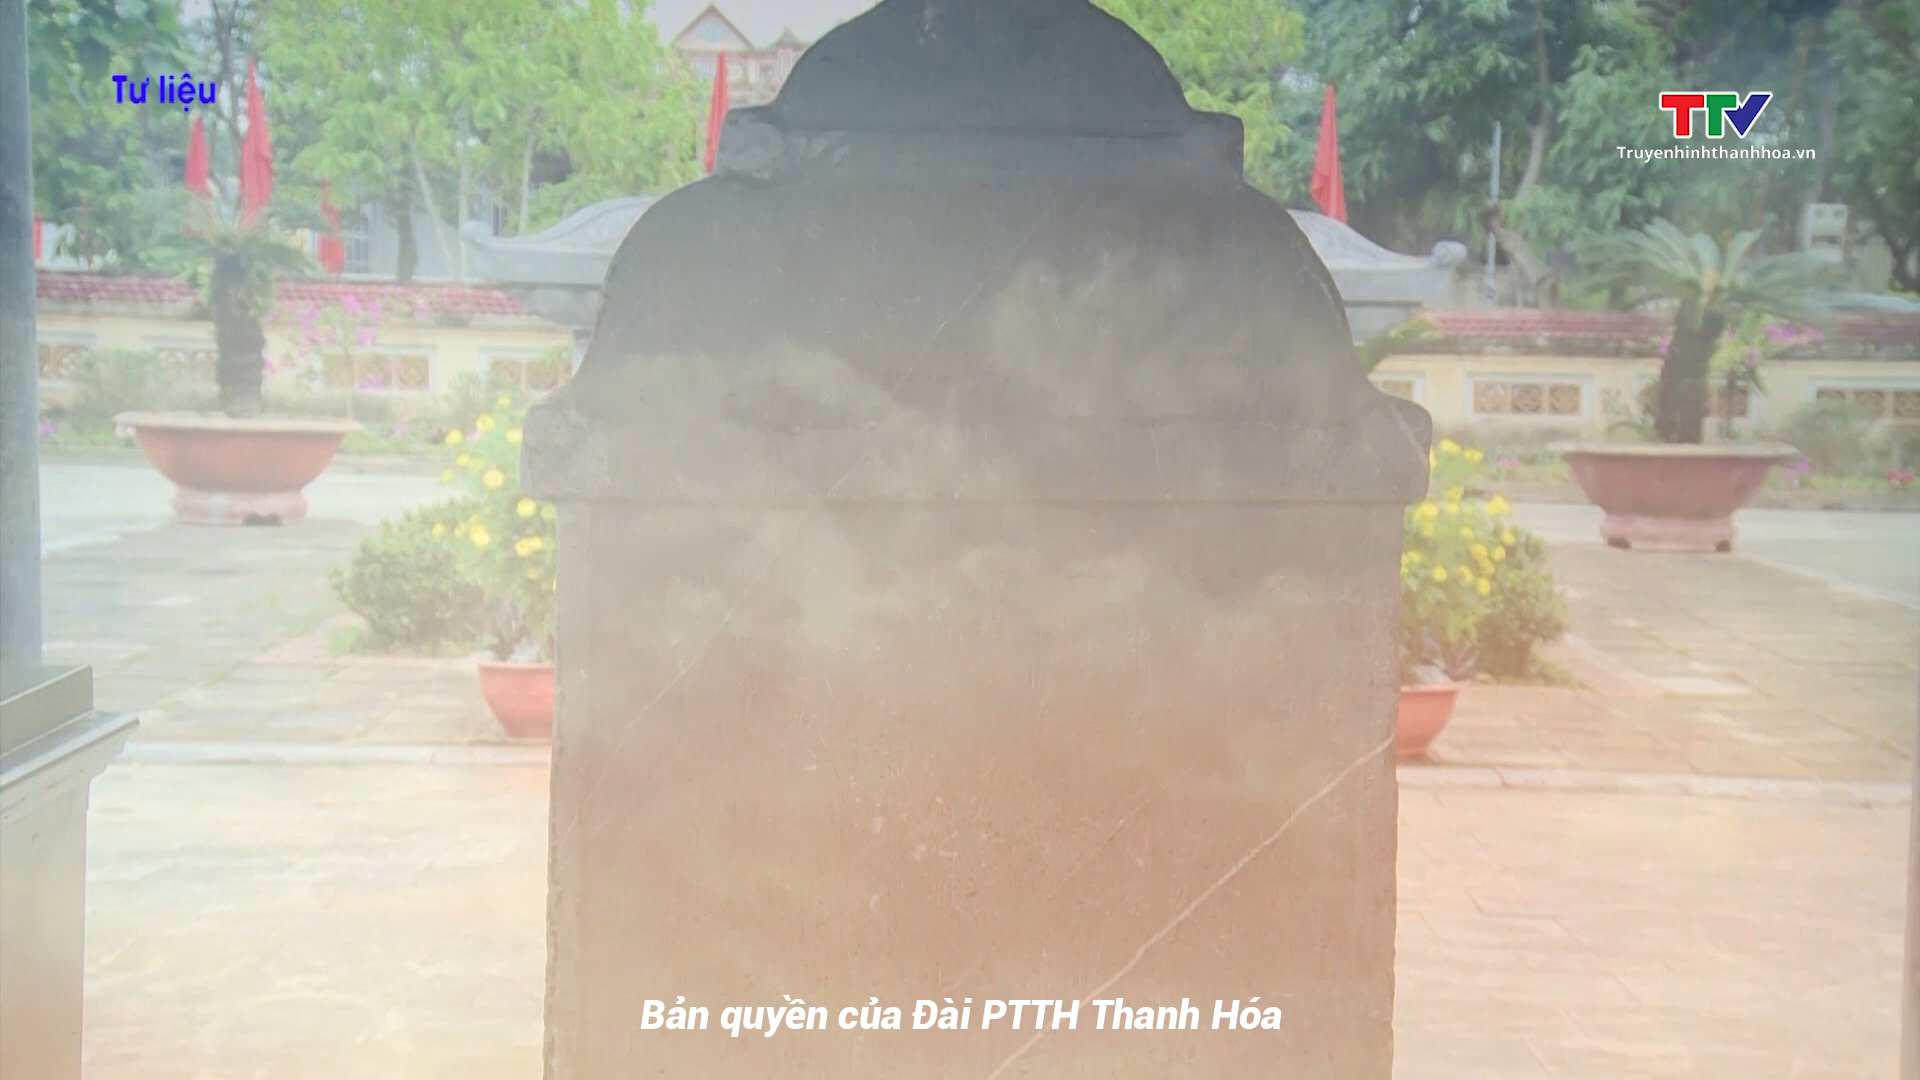 Tư liệu
TTV
Truyenhinhthanhhoa.vn
Bản quyền của Đài PTTH Thanh Hóa